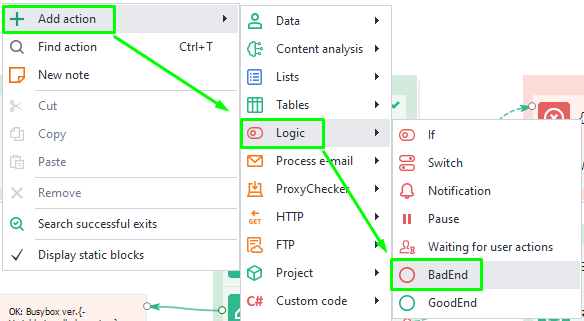 Add action
Find action Ctrl+T
New note
Cut
Copy
Paste
Remove
Search successful exits
Display static blocks
Data
Content analysis
Lists
Tables
Logic
Process e-mail
ProxyChecker
GET
HTTP
FTP
Project
C# Custom code
If
Switch
Notification
Pause
Waiting for user actions
BadEnd
GoodEnd
OK: Busybox ver.{-